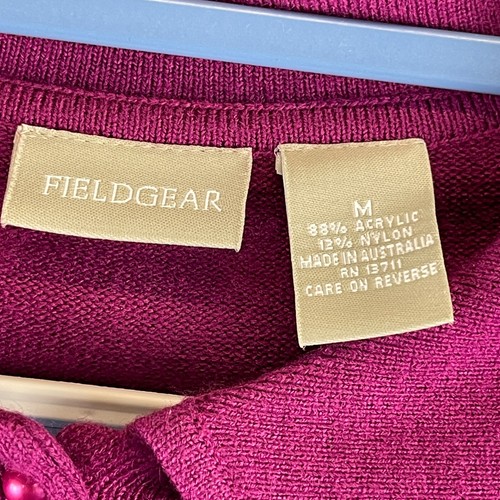 FIELDGEAR
M
88% ACRYLIC
12% NYLON
MADE IN AUSTRALIA
RN 13711
CARE ON REVERSE